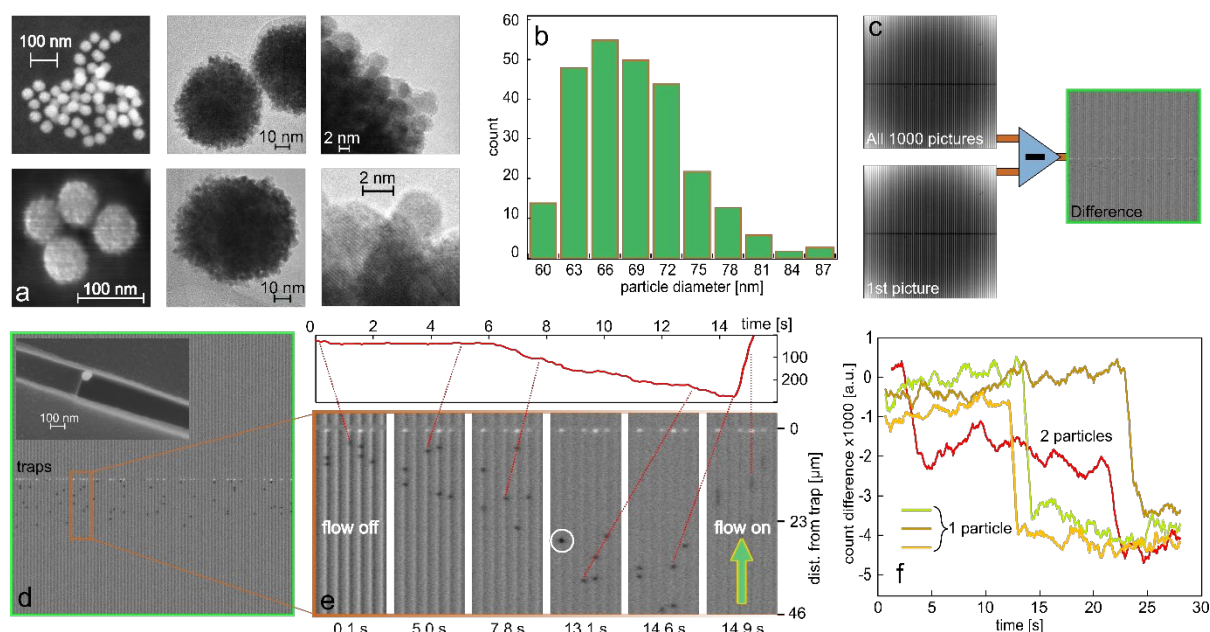 100 nm
10 nm
2 nm
a
100 nm
10 nm
2 nm
b
60
50
40
30
20
10
0
count
60 63 66 69 72 75 78 81 84 87
particle diameter [nm]
c
All 1000 pictures
1st picture
Difference
d
100 nm
traps
0 2 4 6 8 10 12 14 time [s]
100
200
e
flow off
flow on
0
23
46
dist. from trap [µm]
0.1 s 5.0 s 7.8 s 13.1 s 14.6 s 14.9 s
f
1
0
-1
-2
-3
-4
-5
count difference x1000 [a.u.]
2 particles
1 particle
0 5 10 15 20 25 30
time [s]